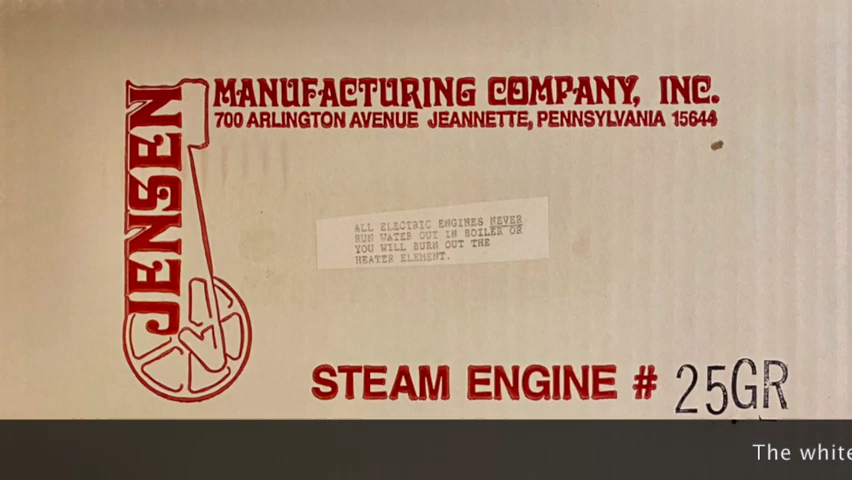 JENSEN
MANUFACTURING COMPANY, INC.
700 ARLINGTON AVENUE JEANNETTE, PENNSYLVANIA 15644
ALL ELECTRIC ENGINES NEVER
RUN WATER OUT IN BOILER OR
YOU WILL BURN OUT THE
HEATER ELEMENT.
STEAM ENGINE # 25GR
The white